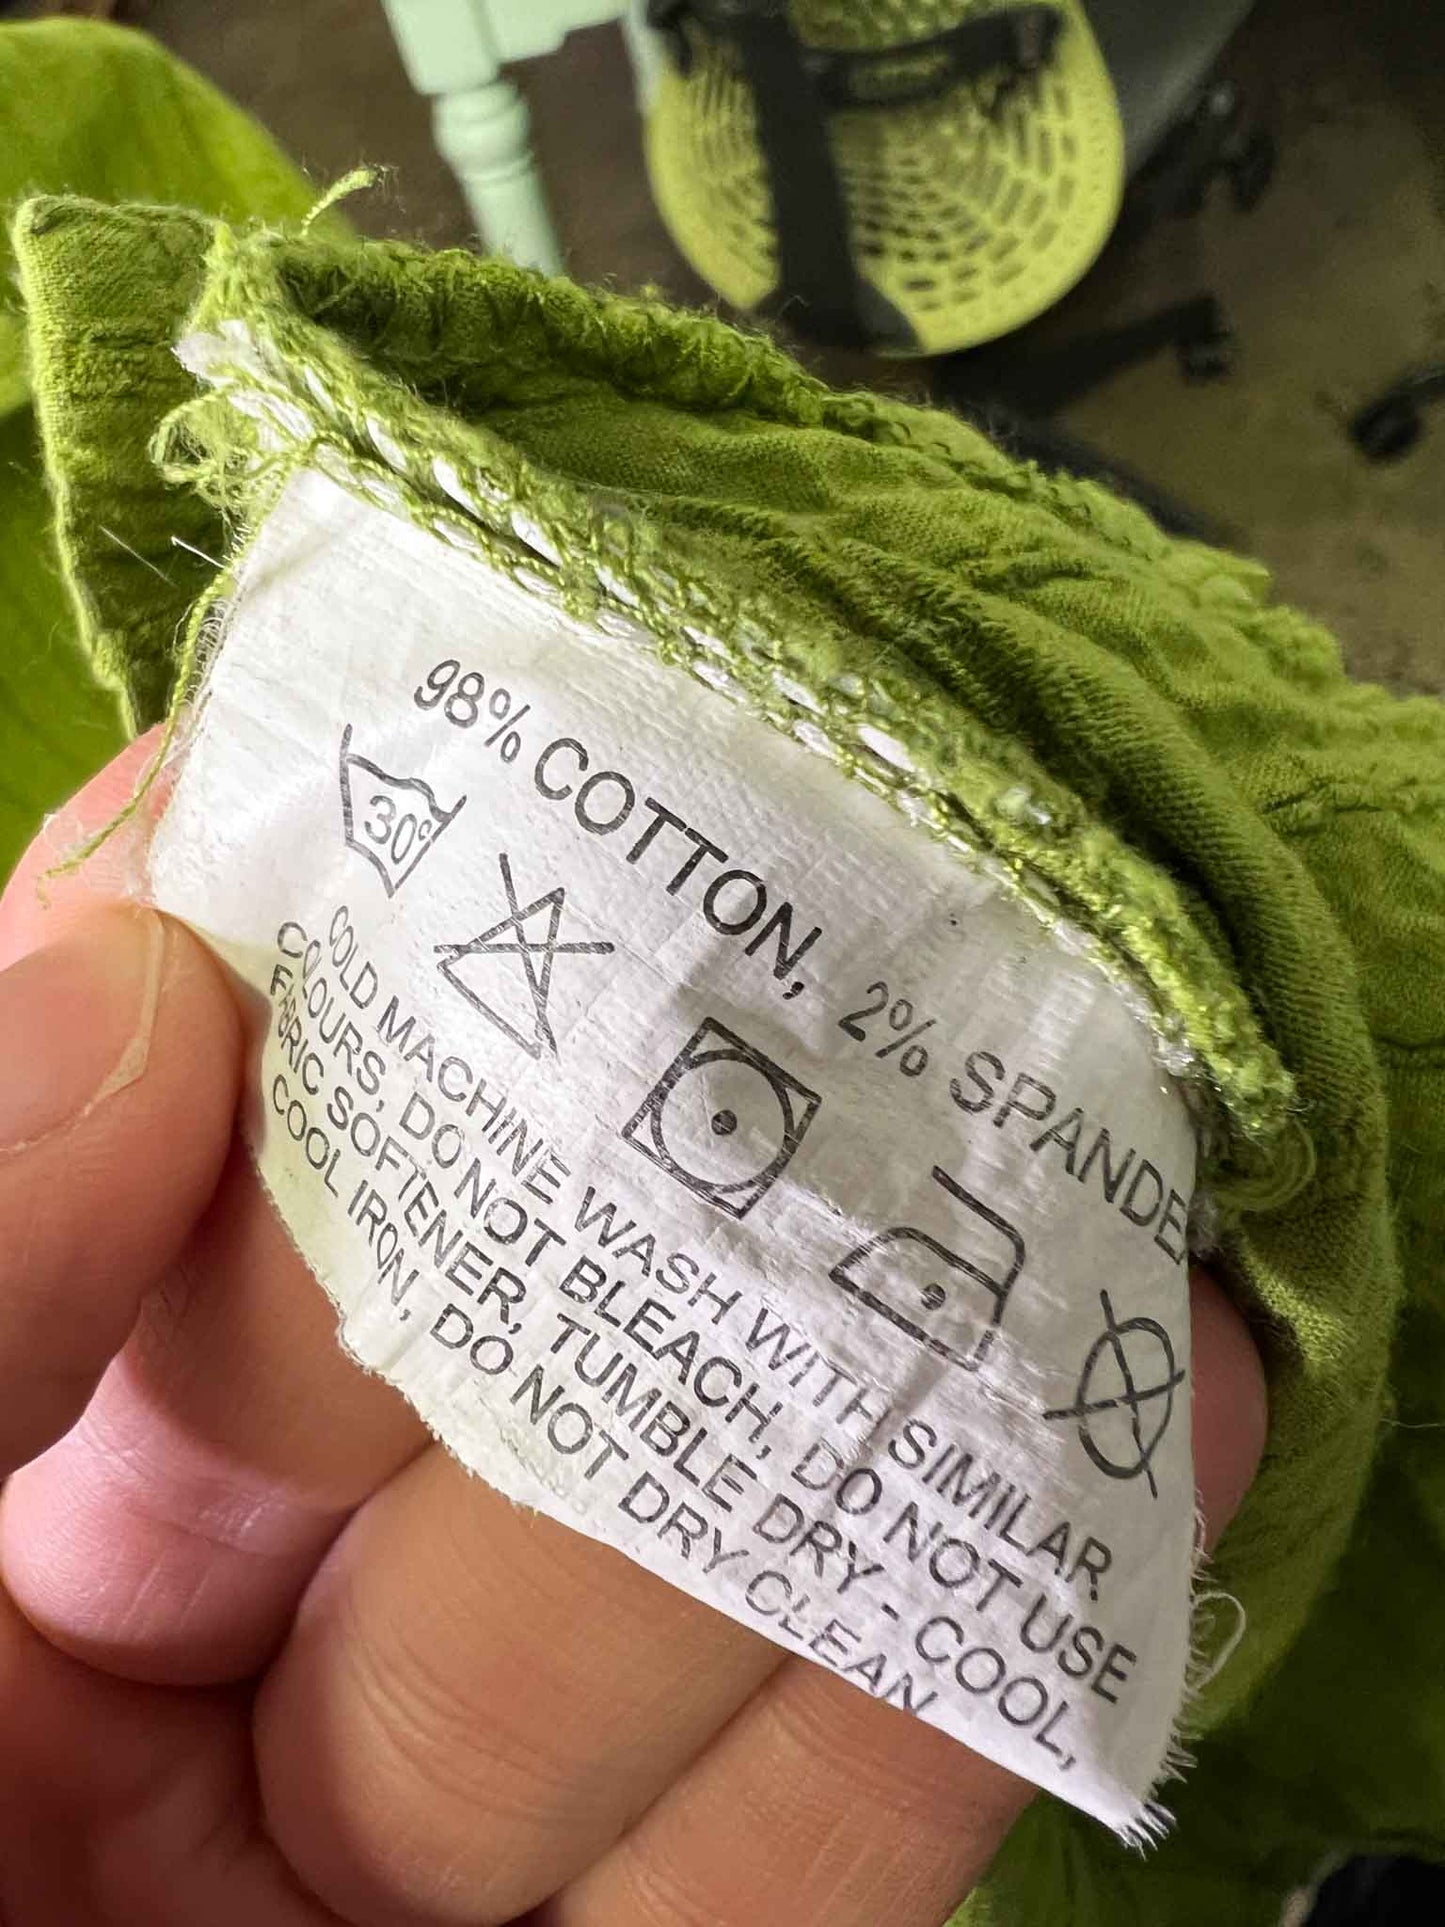 98% COTTON, 2% SPANDE
30°
COLD MACHINE WASH WITH SIMILAR
COLOURS, DO NOT BLEACH, DO NOT USE
FABRIC SOFTENER, TUMBLE DRY - COOL,
COOL IRON, DO NOT DRY CLEAN